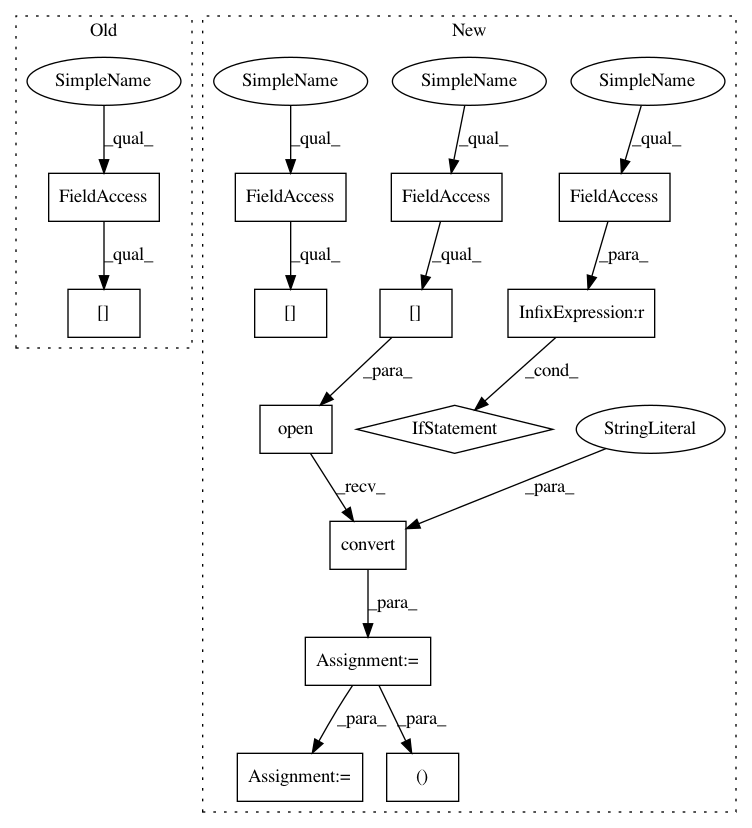 Old
New
SimpleName
SimpleName
SimpleName
SimpleName
_qual_
_qual_
_qual_
_qual_
FieldAccess
FieldAccess
FieldAccess
FieldAccess
_qual_
_qual_
_qual_
_para_
[]
[]
[]
InfixExpression:r
_para_
_cond_
open
IfStatement
StringLiteral
_recv_
_para_
convert
_para_
Assignment:=
_para_
_para_
Assignment:=
()